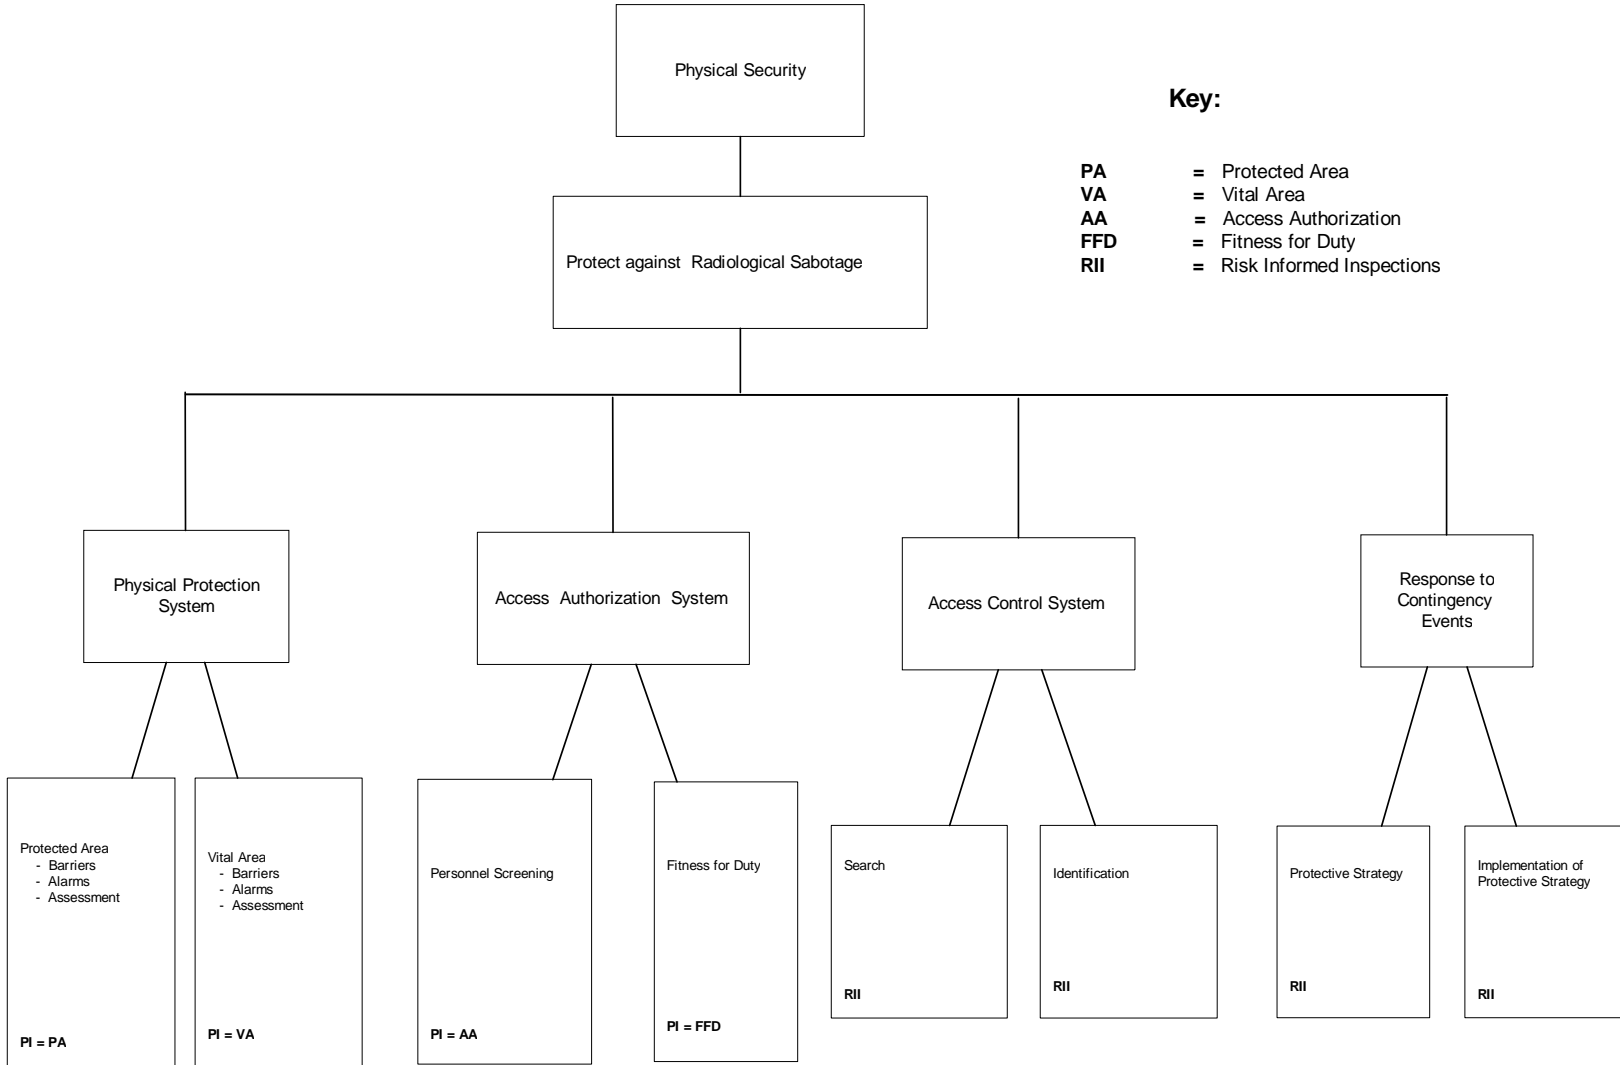 Physical Security
Key:
PA = Protected Area
VA = Vital Area
AA = Access Authorization
FFD = Fitness for Duty
RII = Risk Informed Inspections
Protect against Radiological Sabotage
Physical Protection
System
Access Authorization System
Access Control System
Response to
Contingency
Events
Protected Area
- Barriers
- Alarms
- Assessment
PI = PA
Vital Area
- Barriers
- Alarms
- Assessment
PI = VA
Personnel Screening
PI = AA
Fitness for Duty
PI = FFD
Search
RII
Identification
RII
Protective Strategy
RII
Implementation of
Protective Strategy
RII